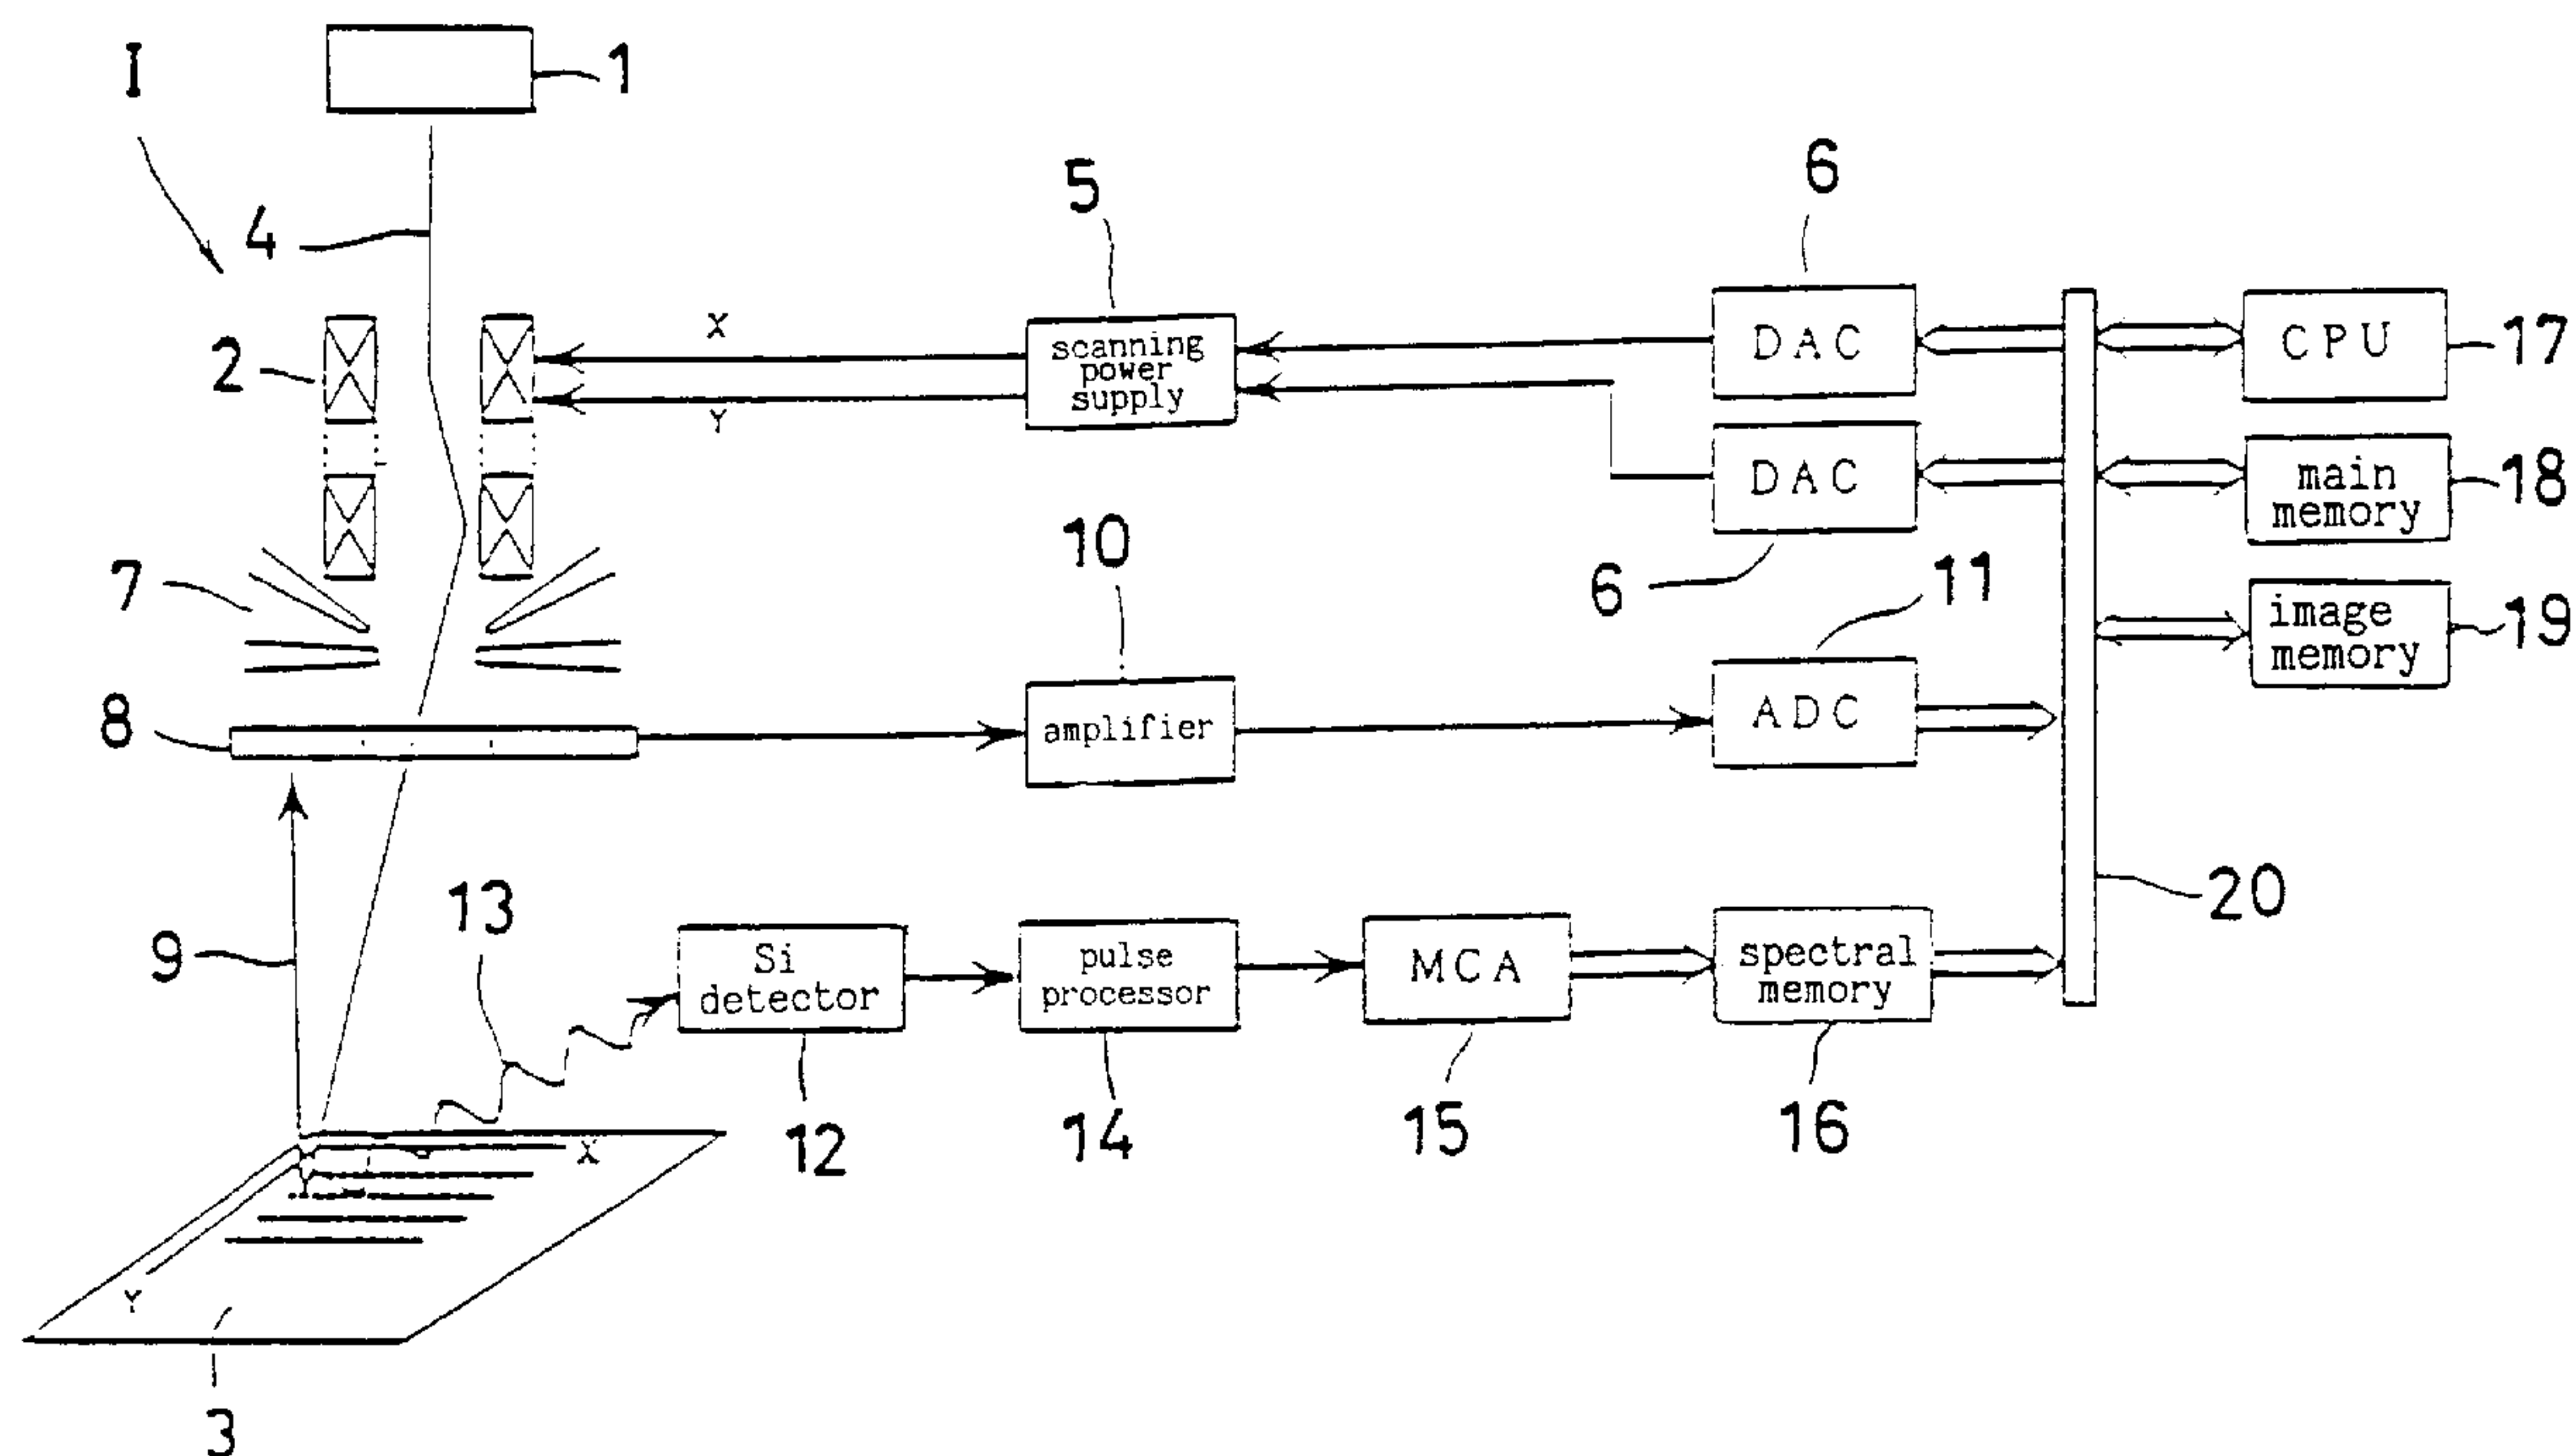 I
1
4
2
X
Y
5
scanning
power
supply
6
DAC
CPU
17
DAC
6
main
memory
18
7
10
11
image
memory
19
8
amplifier
ADC
9
13
20
Si
detector
12
pulse
processor
14
MCA
15
spectral
memory
16
X
Y
3